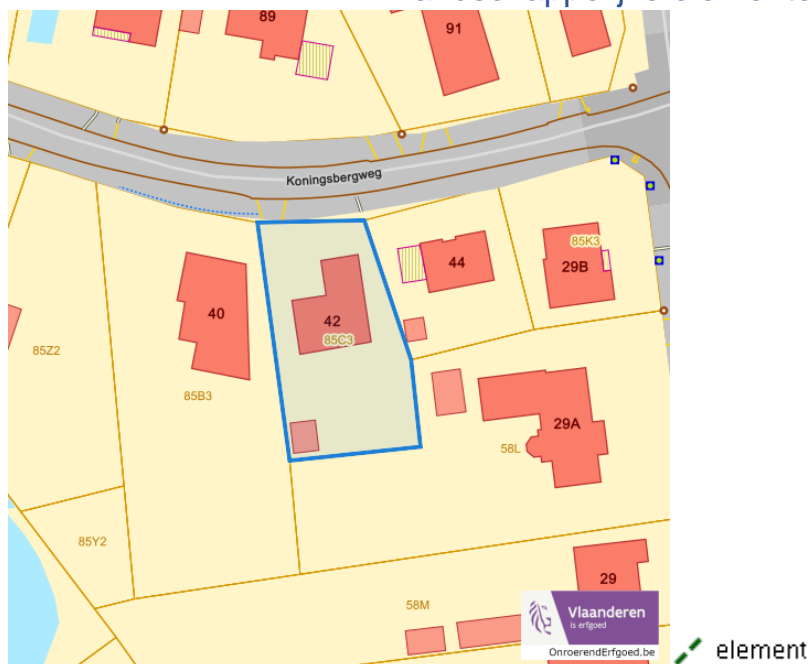 89
91
Koningsbergweg
85K3
44
29B
40
42
85C3
85Z2
85B3
29A
58L
85Y2
29
58M
Vlaanderen
is erfgoed
OnroerendErfgoed.be
element